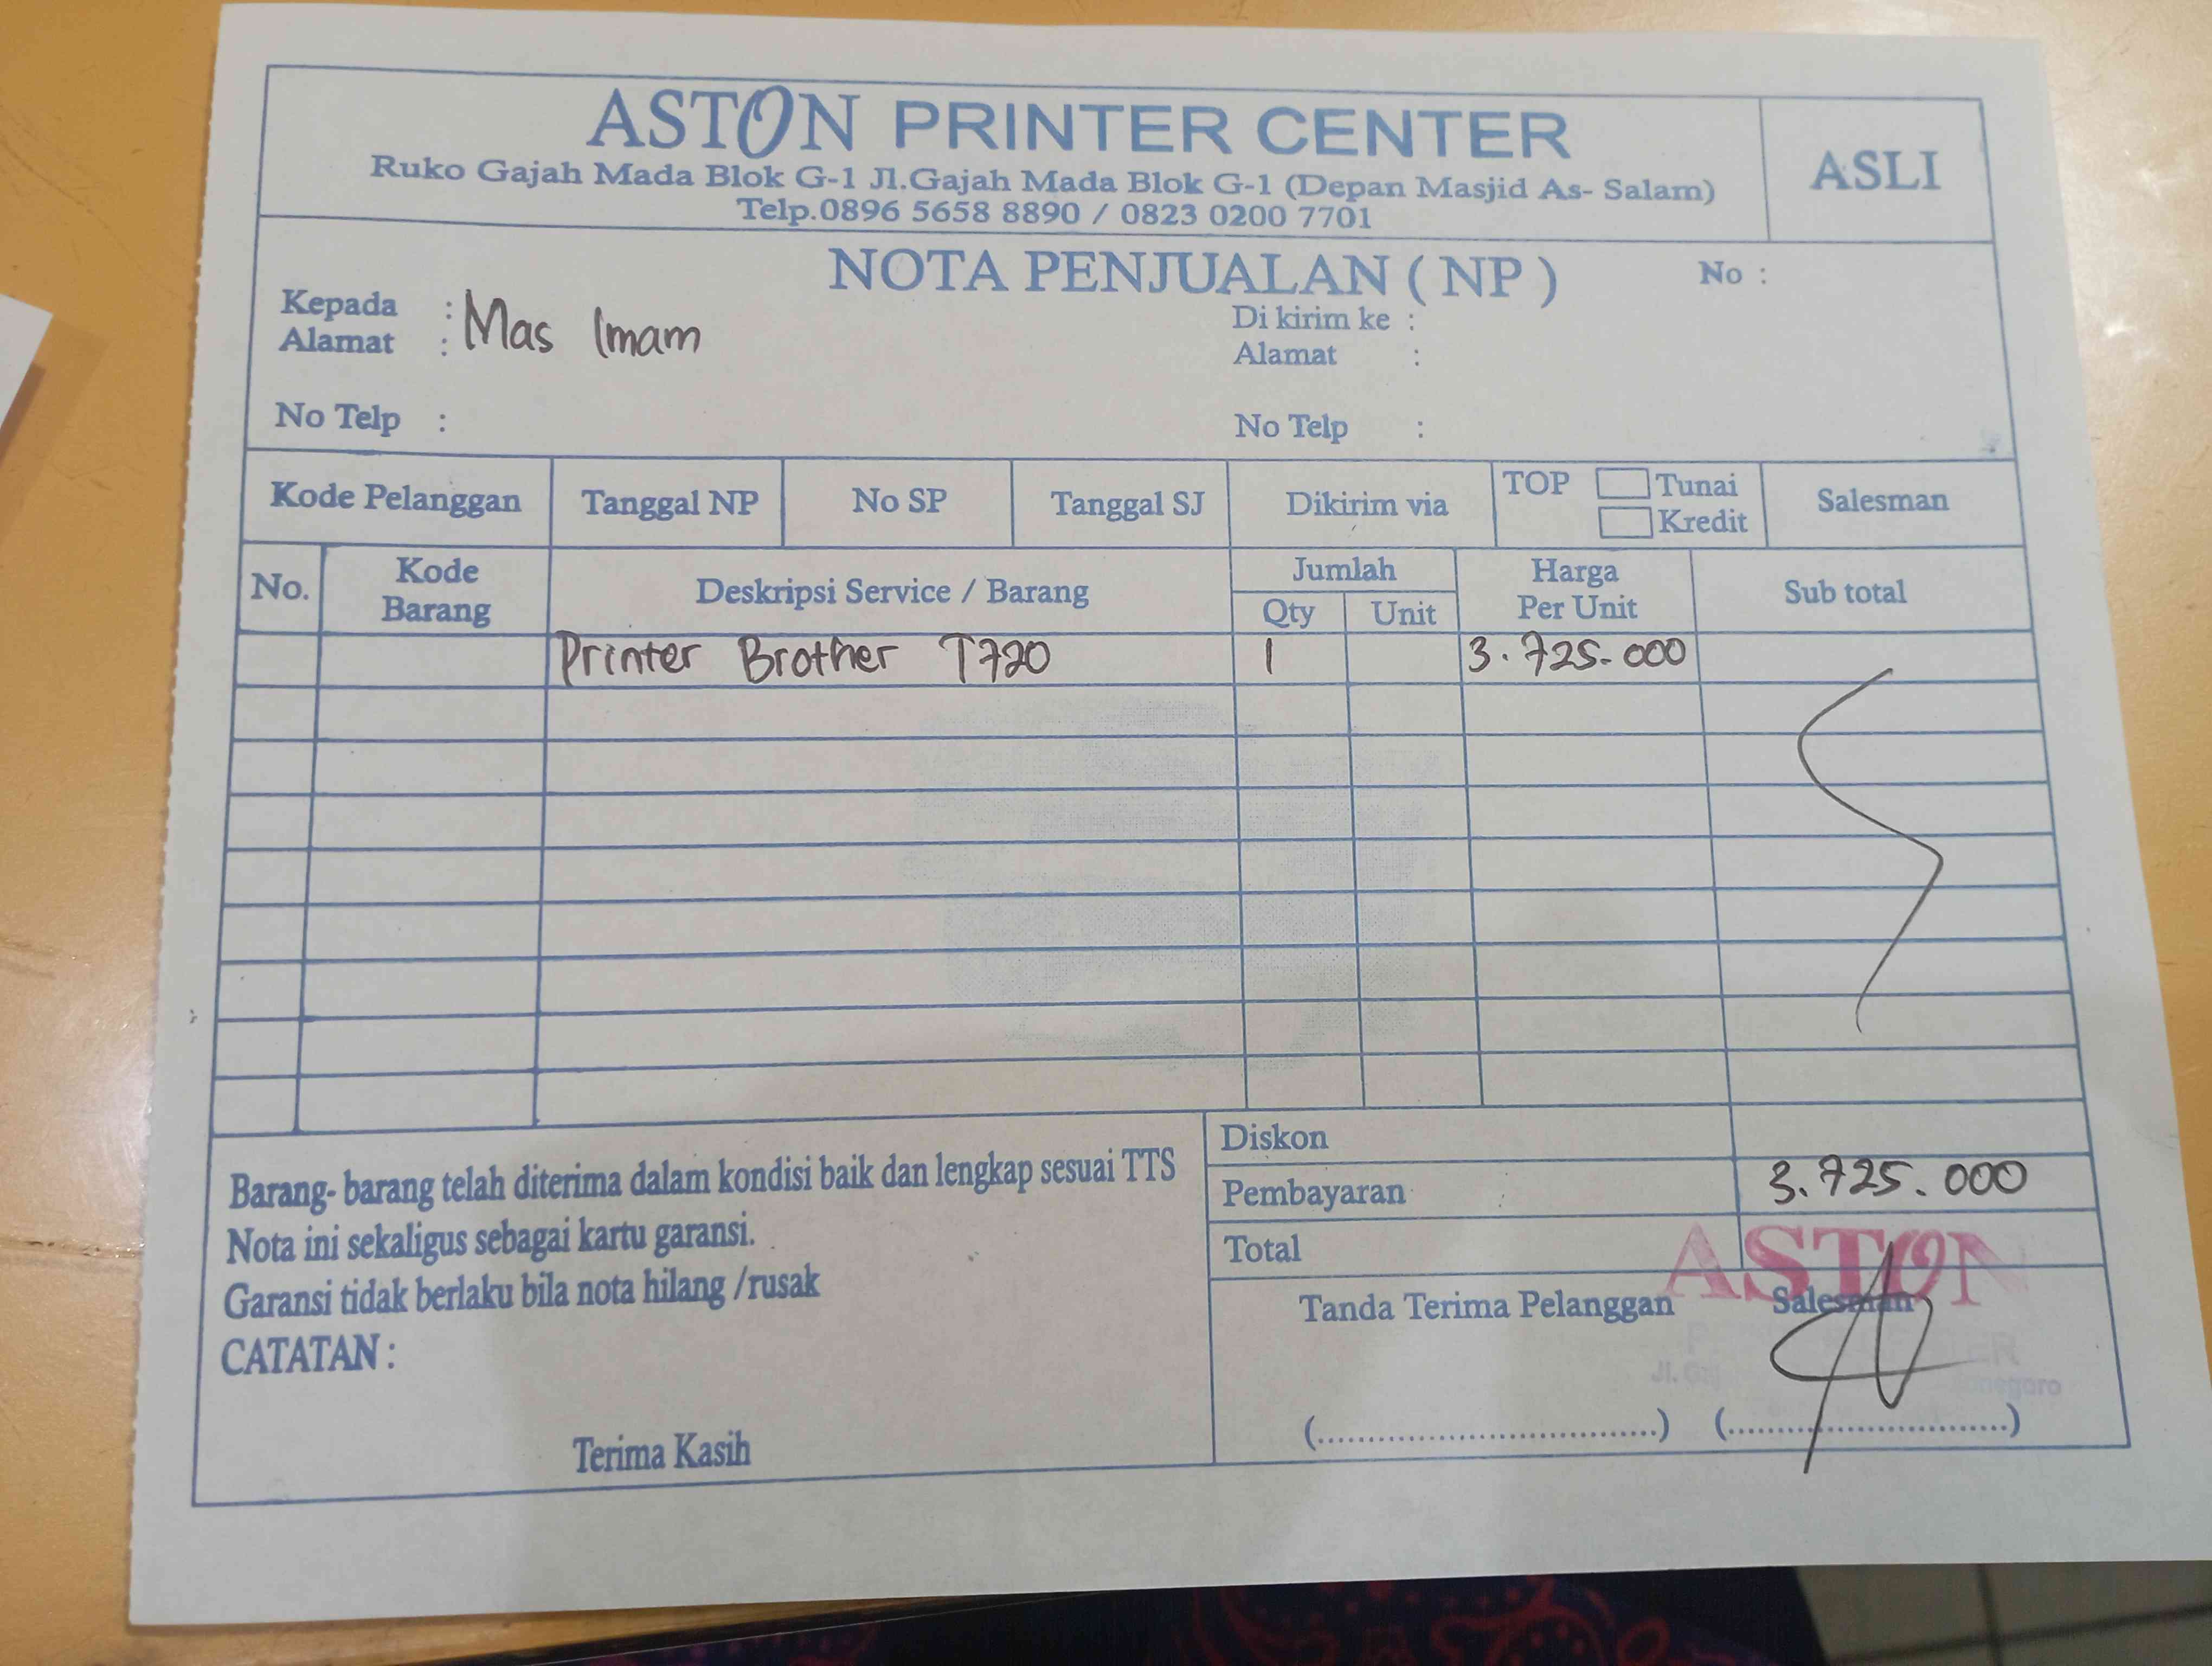 ASTON PRINTER CENTER
Ruko Gajah Mada Blok G-1 Jl.Gajah Mada Blok G-1 (Depan Masjid As- Salam)
Telp.0896 5658 8890 / 0823 0200 7701
ASLI
NOTA PENJUALAN ( NP )
No :
Kepada : Mas Imam
Alamat :
No Telp :
Di kirim ke :
Alamat :
No Telp :
Kode Pelanggan Tanggal NP No SP Tanggal SJ Dikirim via TOP Tunai Kredit Salesman
No. Kode Barang Deskripsi Service / Barang Jumlah Qty Unit Harga Per Unit Sub total
Printer Brother T720 1 3.725.000
Diskon
Pembayaran 3.725.000
Total
Barang- barang telah diterima dalam kondisi baik dan lengkap sesuai TTS
Nota ini sekaligus sebagai kartu garansi.
Garansi tidak berlaku bila nota hilang /rusak
CATATAN :
Terima Kasih
Tanda Terima Pelanggan Salesman
ASTON
(....................................) (....................................)